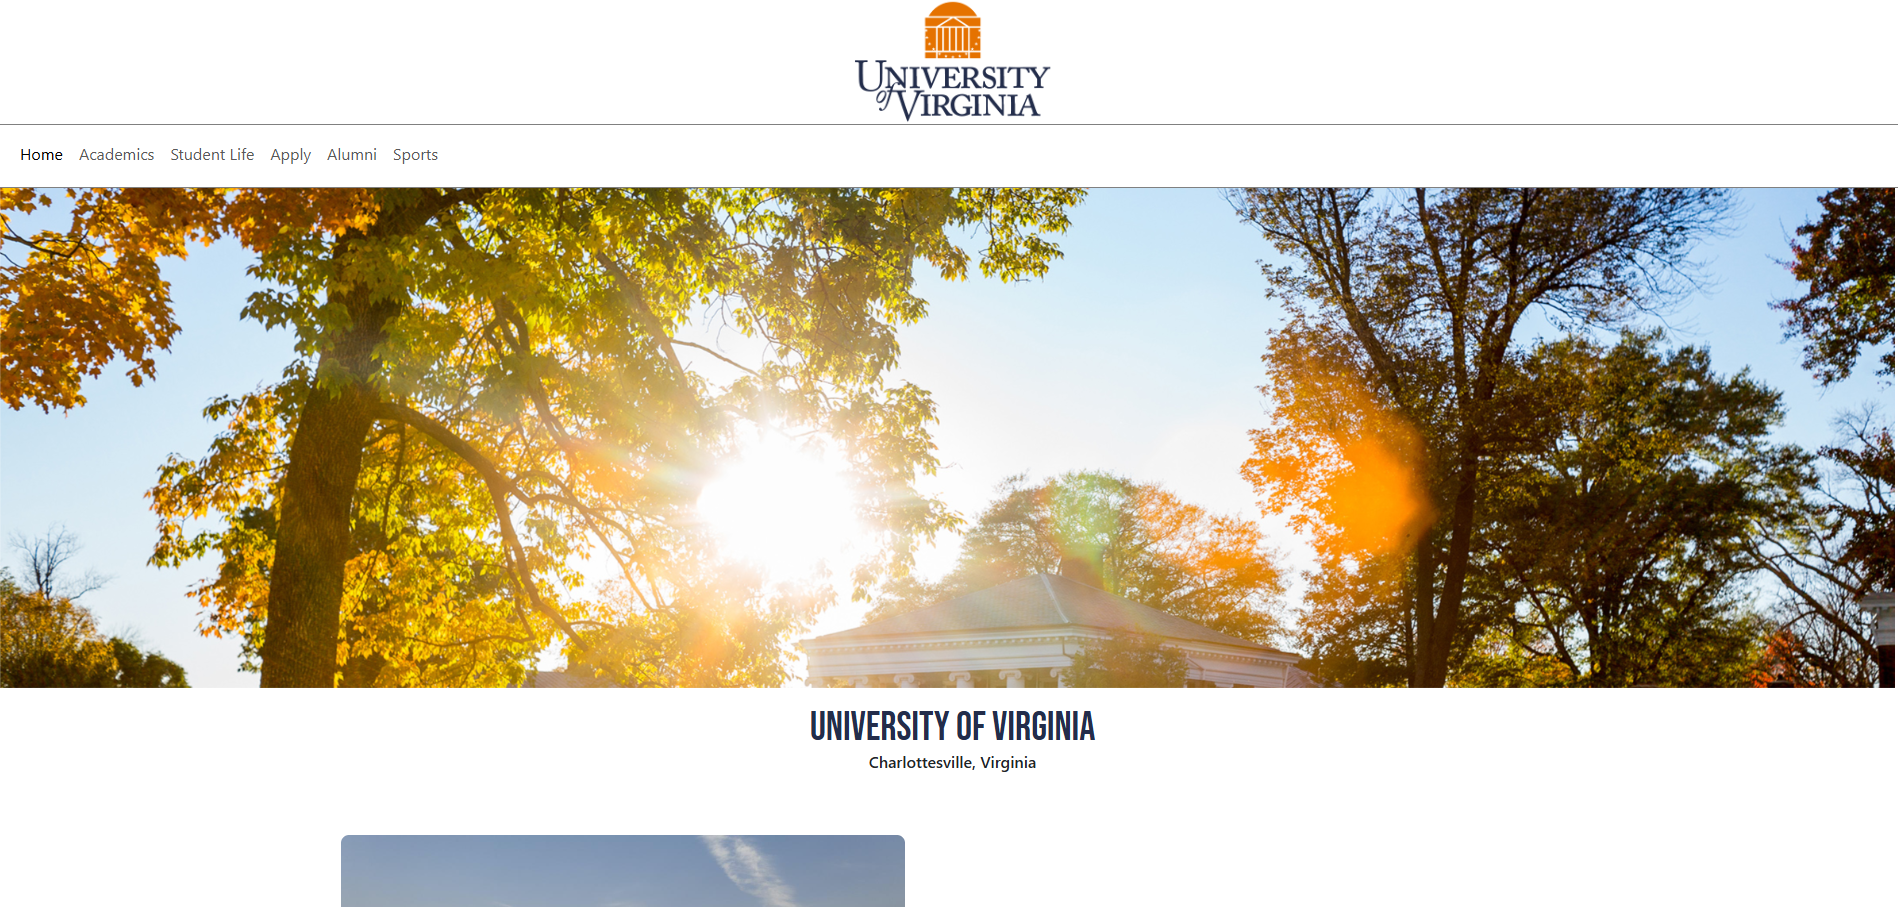 UNIVERSITY
of VIRGINIA
Home Academics Student Life Apply Alumni Sports
UNIVERSITY OF VIRGINIA
Charlottesville, Virginia